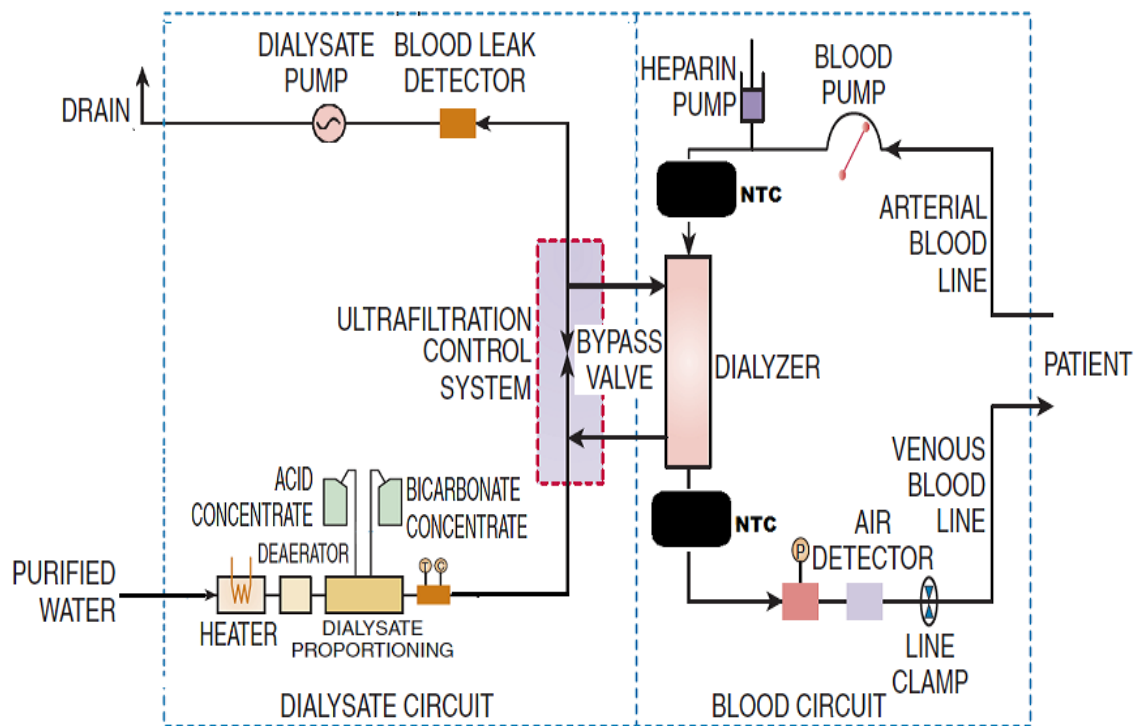 DIALYSATE
PUMP
BLOOD LEAK
DETECTOR
DRAIN
HEPARIN
PUMP
BLOOD
PUMP
NTC
ARTERIAL
BLOOD
LINE
ULTRAFILTRATION
CONTROL
SYSTEM
BYPASS
VALVE
DIALYZER
PATIENT
ACID
CONCENTRATE
BICARBONATE
CONCENTRATE
DEAERATOR
T
C
PURIFIED
WATER
HEATER
DIALYSATE
PROPORTIONING
NTC
P
AIR
DETECTOR
VENOUS
BLOOD
LINE
LINE
CLAMP
DIALYSATE CIRCUIT
BLOOD CIRCUIT